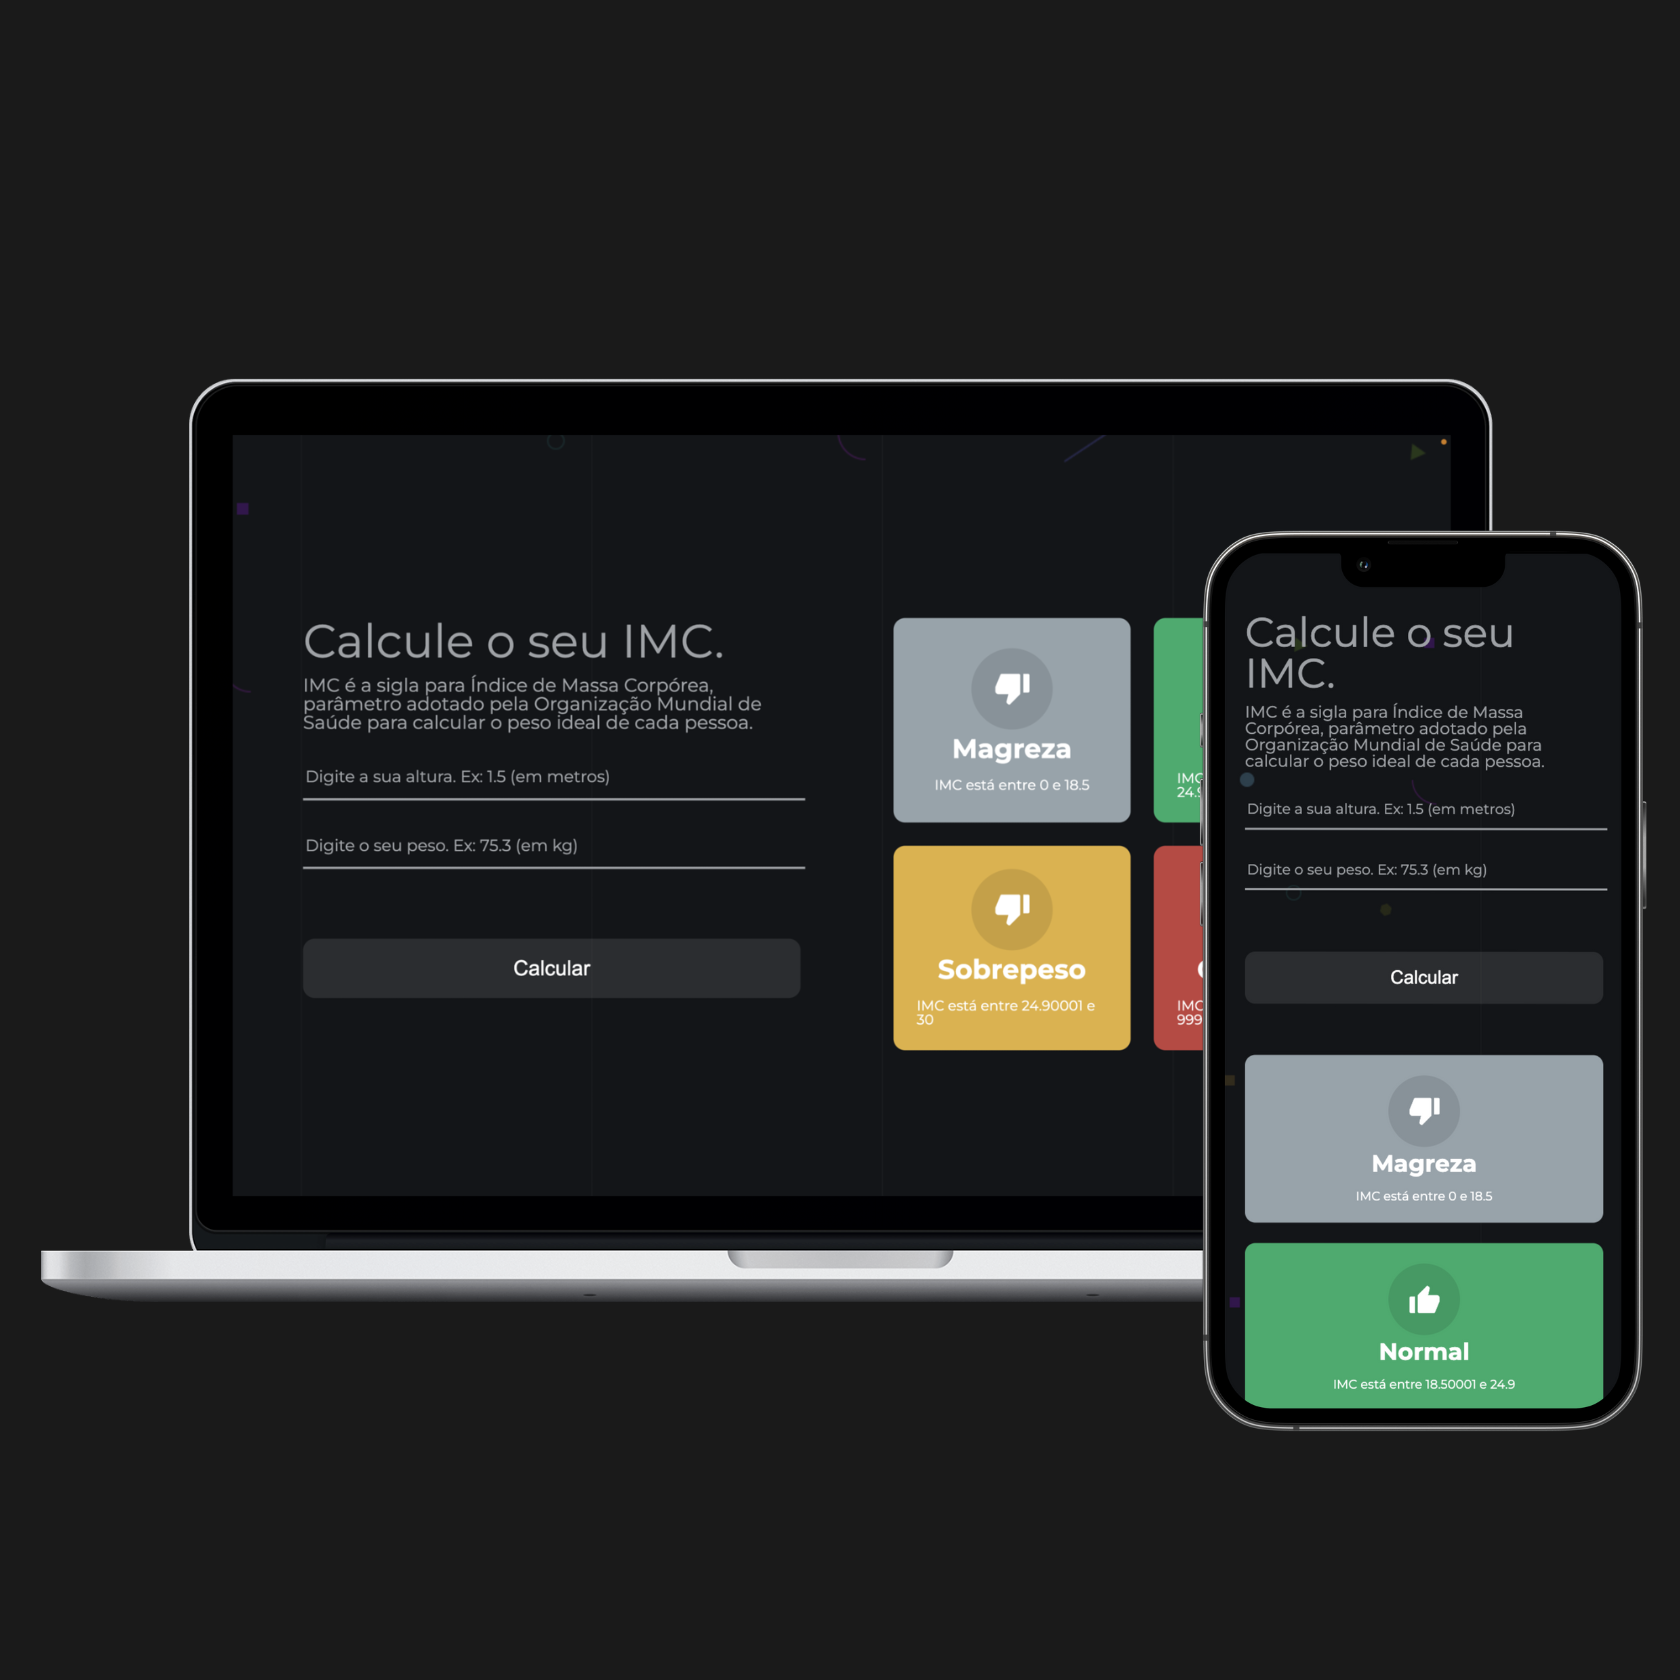 Calcule o seu IMC.
IMC é a sigla para Índice de Massa Corpórea,
parâmetro adotado pela Organização Mundial de
Saúde para calcular o peso ideal de cada pessoa.
Digite a sua altura. Ex: 1.5 (em metros)
Digite o seu peso. Ex: 75.3 (em kg)
Calcular
Magreza
IMC está entre 0 e 18.5
IMC
24.9
Sobrepeso
IMC está entre 24.90001 e
30
IMC
999
Calcule o seu
IMC.
IMC é a sigla para Índice de Massa
Corpórea, parâmetro adotado pela
Organização Mundial de Saúde para
calcular o peso ideal de cada pessoa.
Digite a sua altura. Ex: 1.5 (em metros)
Digite o seu peso. Ex: 75.3 (em kg)
Calcular
Magreza
IMC está entre 0 e 18.5
Normal
IMC está entre 18.50001 e 24.9